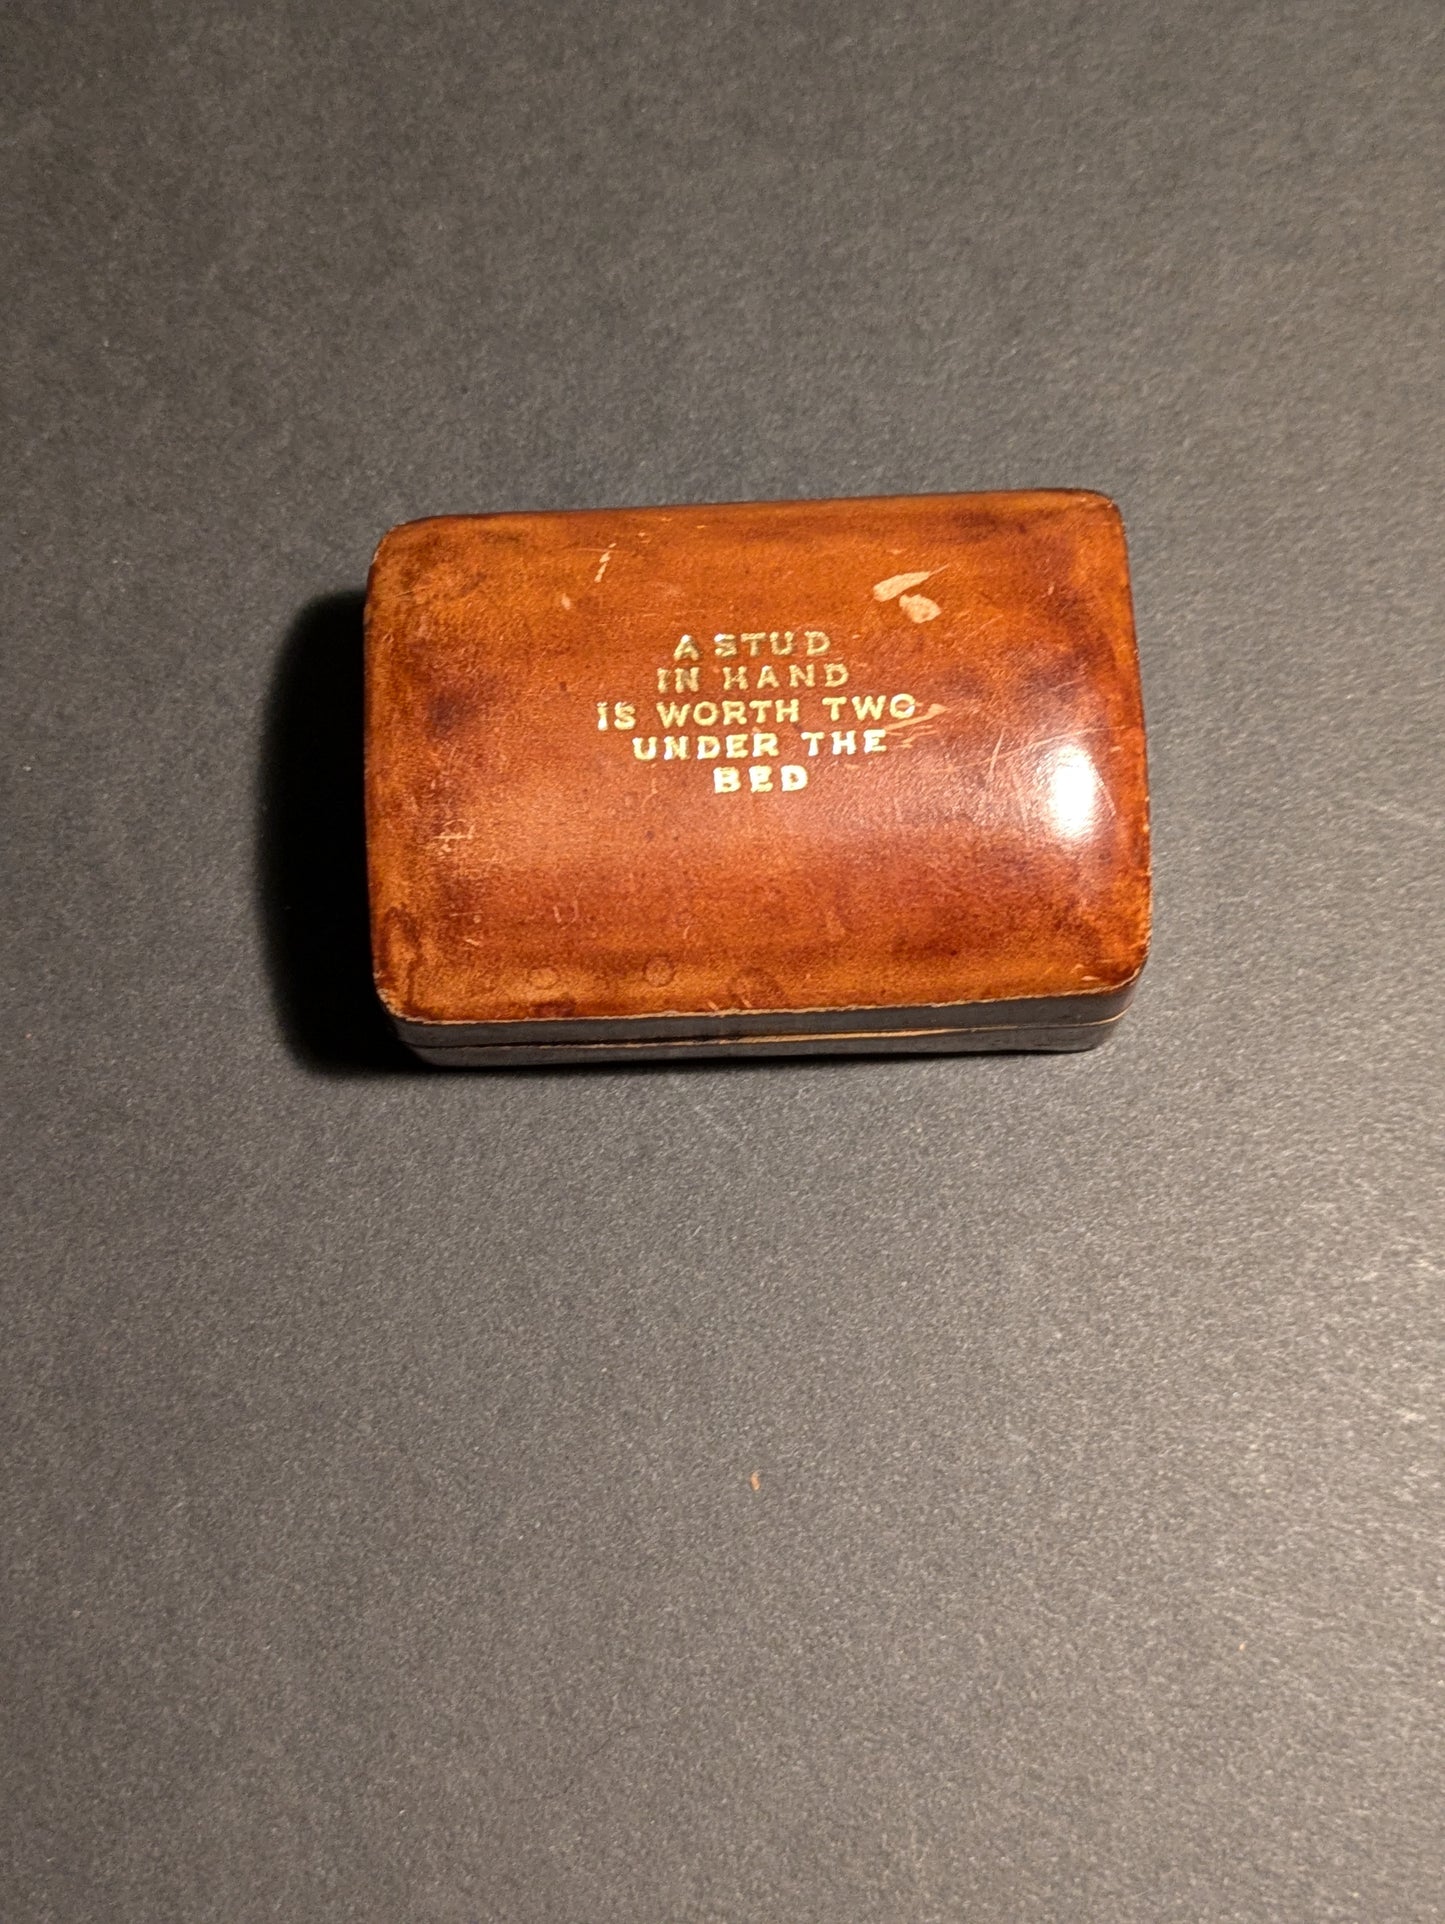 A STUD
IN HAND
IS WORTH TWO
UNDER THE
BED